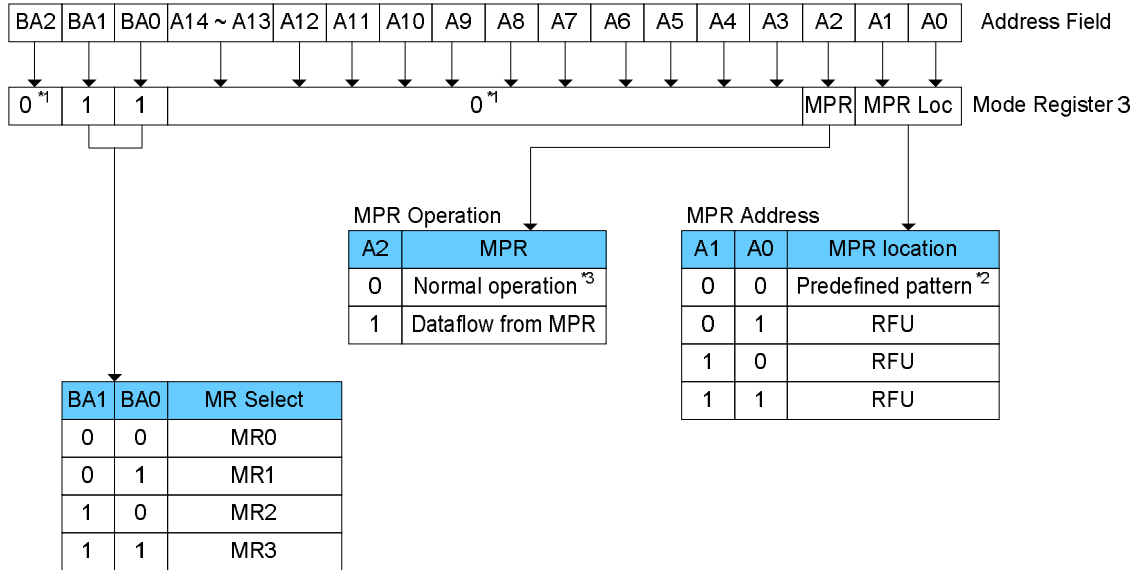 BA2 BA1 BA0 A14 ~ A13 A12 A11 A10 A9 A8 A7 A6 A5 A4 A3 A2 A1 A0 Address Field
0*1 1 1 0*1 MPR MPR Loc Mode Register 3
MPR Operation
A2 MPR
0 Normal operation*3
1 Dataflow from MPR
MPR Address
A1 A0 MPR location
0 0 Predefined pattern*2
0 1 RFU
1 0 RFU
1 1 RFU
BA1 BA0 MR Select
0 0 MR0
0 1 MR1
1 0 MR2
1 1 MR3